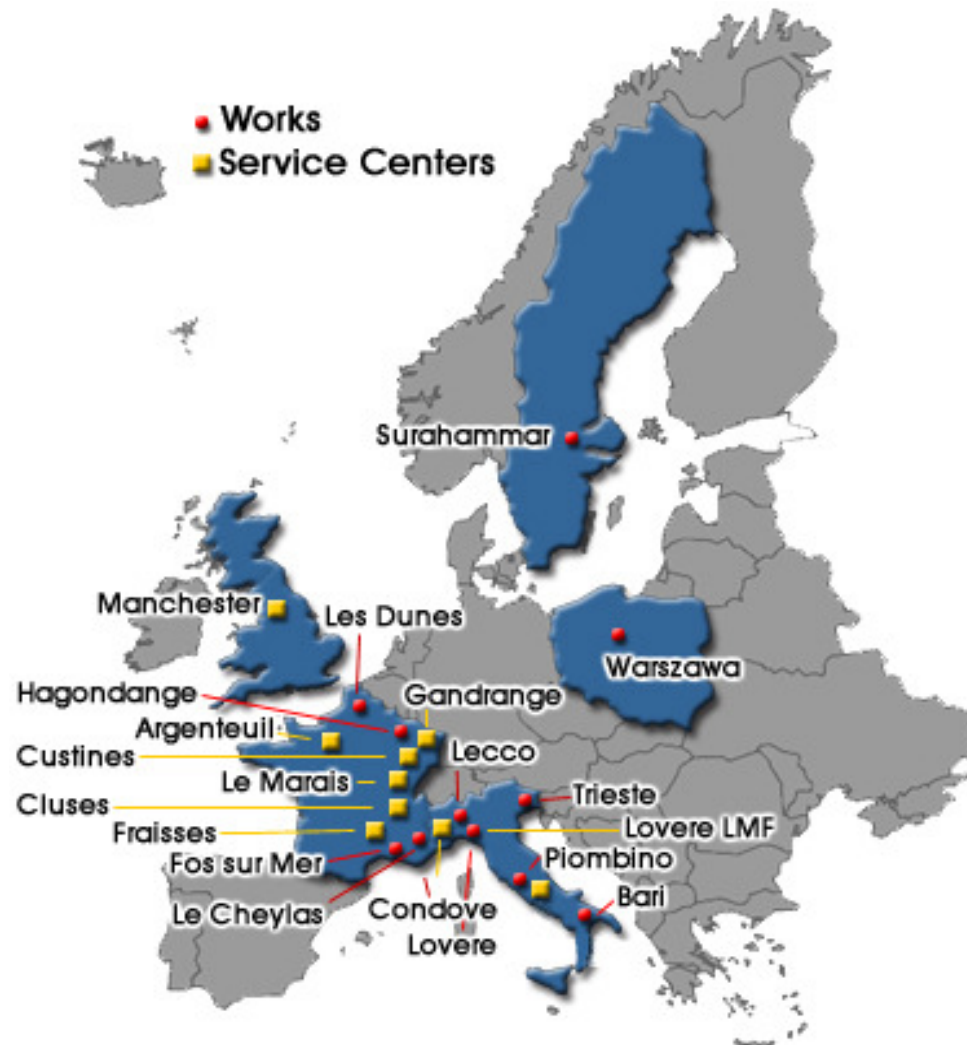 Works
Service Centers
Surahammar
Manchester
Les Dunes
Warszawa
Hagondange
Gandrange
Argenteuil
Custines
Lecco
Le Marais
Trieste
Cluses
Fraisses
Lovere LMF
Fos sur Mer
Piombino
Bari
Le Cheylas
Condove
Lovere